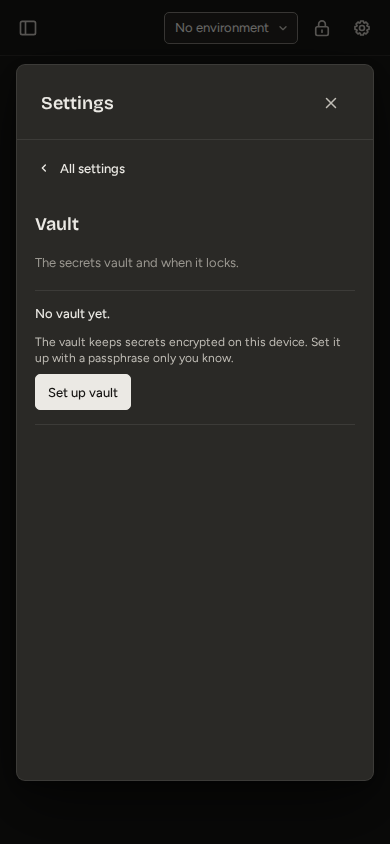 No environment
Settings
All settings
Vault
The secrets vault and when it locks.
No vault yet.
The vault keeps secrets encrypted on this device. Set it
up with a passphrase only you know.
Set up vault